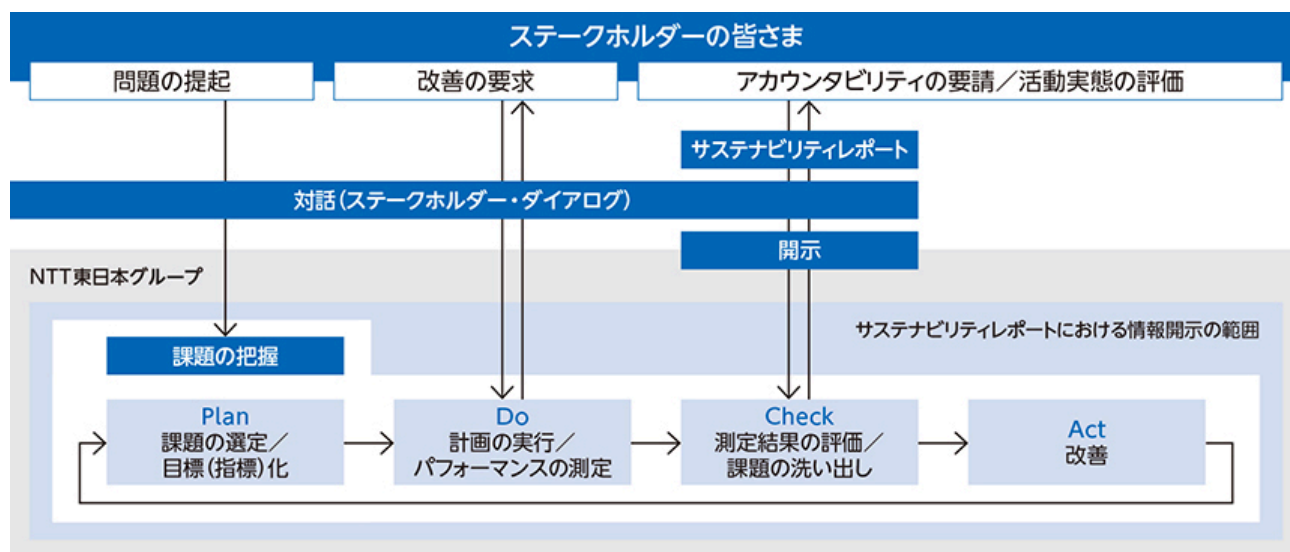 ステークホルダーの皆さま
問題の提起
改善の要求
アカウンタビリティの要請／活動実態の評価
サステナビリティレポート
対話(ステークホルダー・ダイアログ)
開示
NTT東日本グループ
サステナビリティレポートにおける情報開示の範囲
課題の把握
Plan
課題の選定／
目標(指標)化
Do
計画の実行／
パフォーマンスの測定
Check
測定結果の評価／
課題の洗い出し
Act
改善